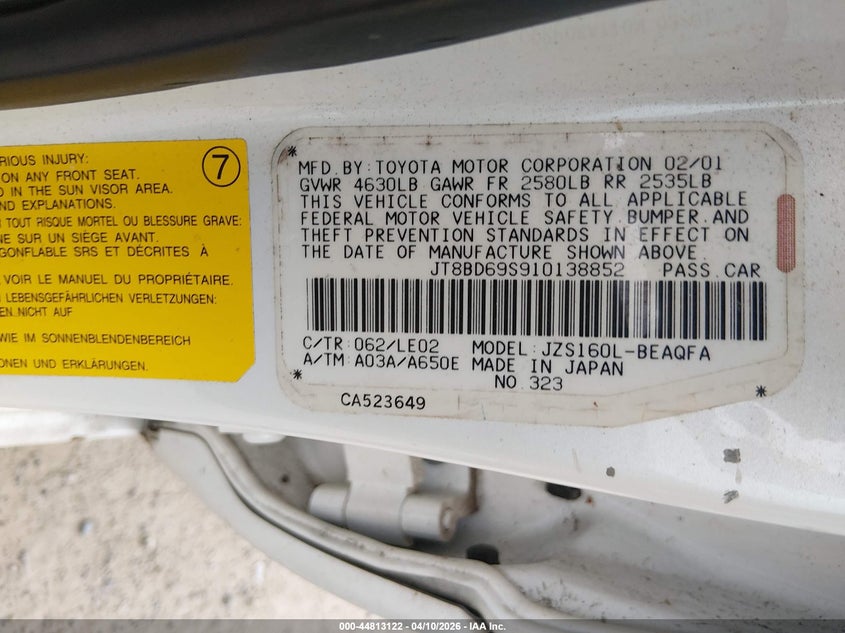 RIOUS INJURY:
ON ANY FRONT SEAT.
D IN THE SUN VISOR AREA.
AND EXPLANATIONS.
TOUT RISQUE MORTEL OU BLESSURE GRAVE:
NE SUR UN SIÈGE AVANT.
GONFLABLE SRS ET DÉCRITES À
VOIR LE MANUEL DU PROPRIÉTAIRE.
LEBENSGEFÄHRLICHEN VERLETZUNGEN:
EN..NICHT AUF
WIE IM SONNENBLENDENBEREICH
IONEN UND ERKLÄRUNGEN.
7
MFD.BY:TOYOTA MOTOR CORPORATION 02/01
GVWR 4630LB GAWR FR 2580LB RR 2535LB
THIS VEHICLE CONFORMS TO ALL APPLICABLE
FEDERAL MOTOR VEHICLE SAFETY,BUMPER,AND
THEFT PREVENTION STANDARDS IN EFFECT ON
THE DATE OF MANUFACTURE SHOWN ABOVE.
JT8BD69S910138852 PASS.CAR
C/TR:062/LE02 MODEL:JZS160L-BEAQFA
A/TM:A03A/A650E MADE IN JAPAN
NO.323
CA523649
000-44813122 - 04/10/2026 - IAA Inc.